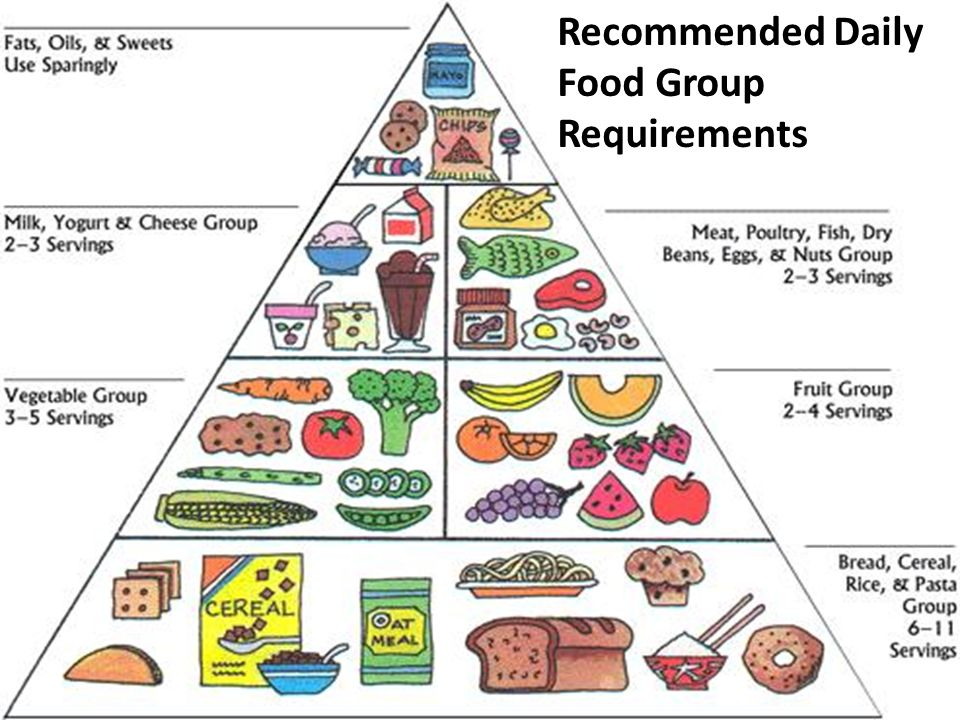 Recommended Daily
Food Group
Requirements
Fats, Oils, & Sweets
Use Sparingly
MAYO
CHIPS
Milk, Yogurt & Cheese Group
2–3 Servings
Meat, Poultry, Fish, Dry
Beans, Eggs, & Nuts Group
2–3 Servings
Vegetable Group
3–5 Servings
Fruit Group
2–4 Servings
Bread, Cereal,
Rice, & Pasta
Group
6–11
Servings
CEREAL
OAT
MEAL